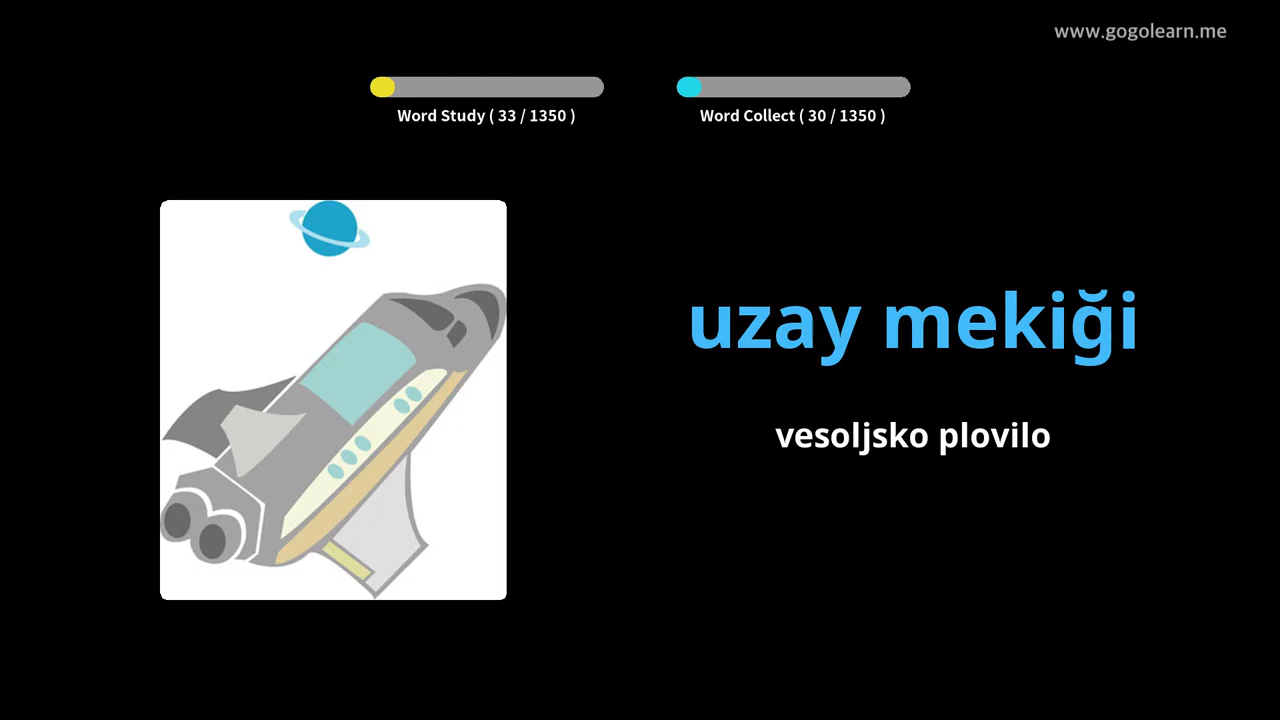 www.gogolearn.me
Word Study ( 33 / 1350 )
Word Collect ( 30 / 1350 )
uzay mekiği
vesoljsko plovilo